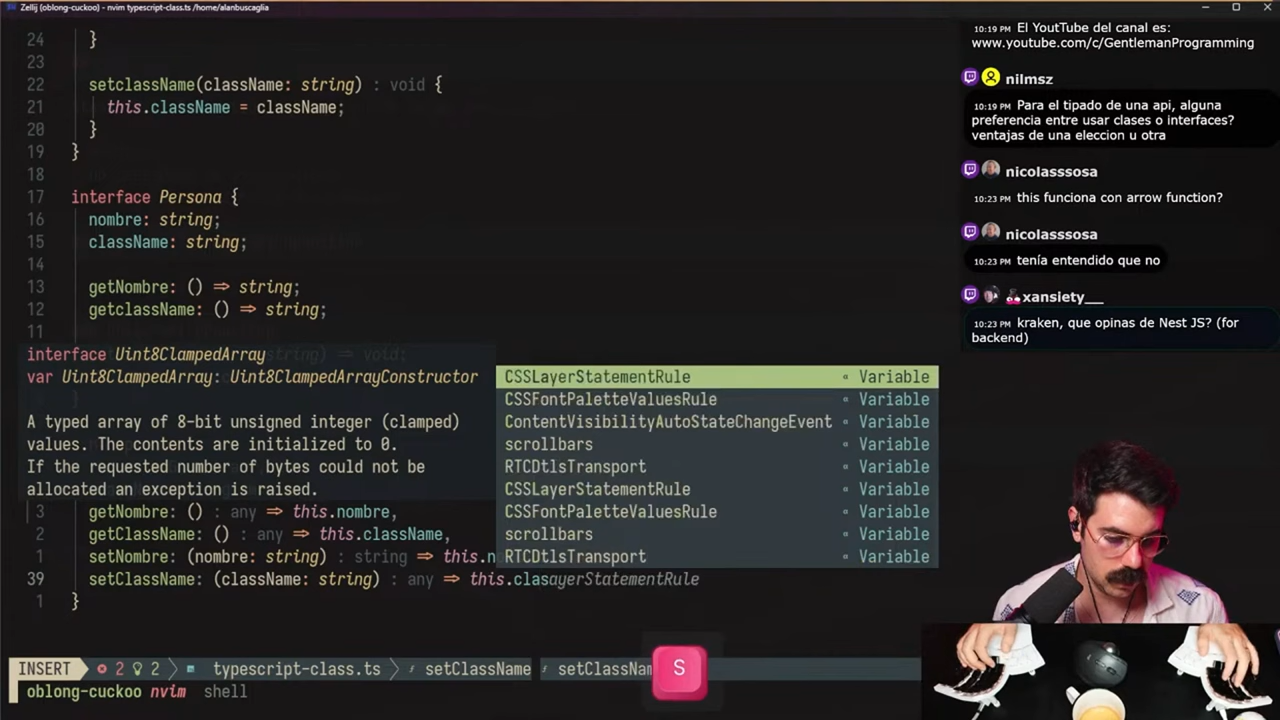 Zellij (oblong-cuckoo) - nvim typescript-class.ts /home/alanbuscaglia
24 }
23
22 setclassName(className: string) : void {
21 this.className = className;
20 }
19 }
18
17 interface Persona {
16 nombre: string;
15 className: string;
14
13 getNombre: () => string;
12 getclassName: () => string;
11
interface Uint8ClampedArray
var Uint8ClampedArray: Uint8ClampedArrayConstructor
A typed array of 8-bit unsigned integer (clamped)
values. The contents are initialized to 0.
If the requested number of bytes could not be
allocated an exception is raised.
CSSLayerStatementRule Variable
CSSFontPaletteValuesRule Variable
ContentVisibilityAutoStateChangeEvent Variable
scrollbars Variable
RTCDtlsTransport Variable
CSSLayerStatementRule Variable
CSSFontPaletteValuesRule Variable
scrollbars Variable
RTCDtlsTransport Variable
3 getNombre: () : any => this.nombre,
2 getClassName: () : any => this.className,
1 setNombre: (nombre: string) : string => this.n
39 setClassName: (className: string) : any => this.clasayerStatementRule
1 }
INSERT 2 2 typescript-class.ts setClassName setClassNam
oblong-cuckoo nvim shell
S
10:19 PM El YoutTube del canal es:
www.youtube.com/c/GentlemanProgramming
nilmsz
10:19 PM Para el tipado de una api, alguna
preferencia entre usar clases o interfaces?
ventajas de una eleccion u otra
nicolasssosa
10:23 PM this funciona con arrow function?
nicolasssosa
10:23 PM tenía entendido que no
xansiety__
10:23 PM kraken, que opinas de Nest JS? (for
backend)